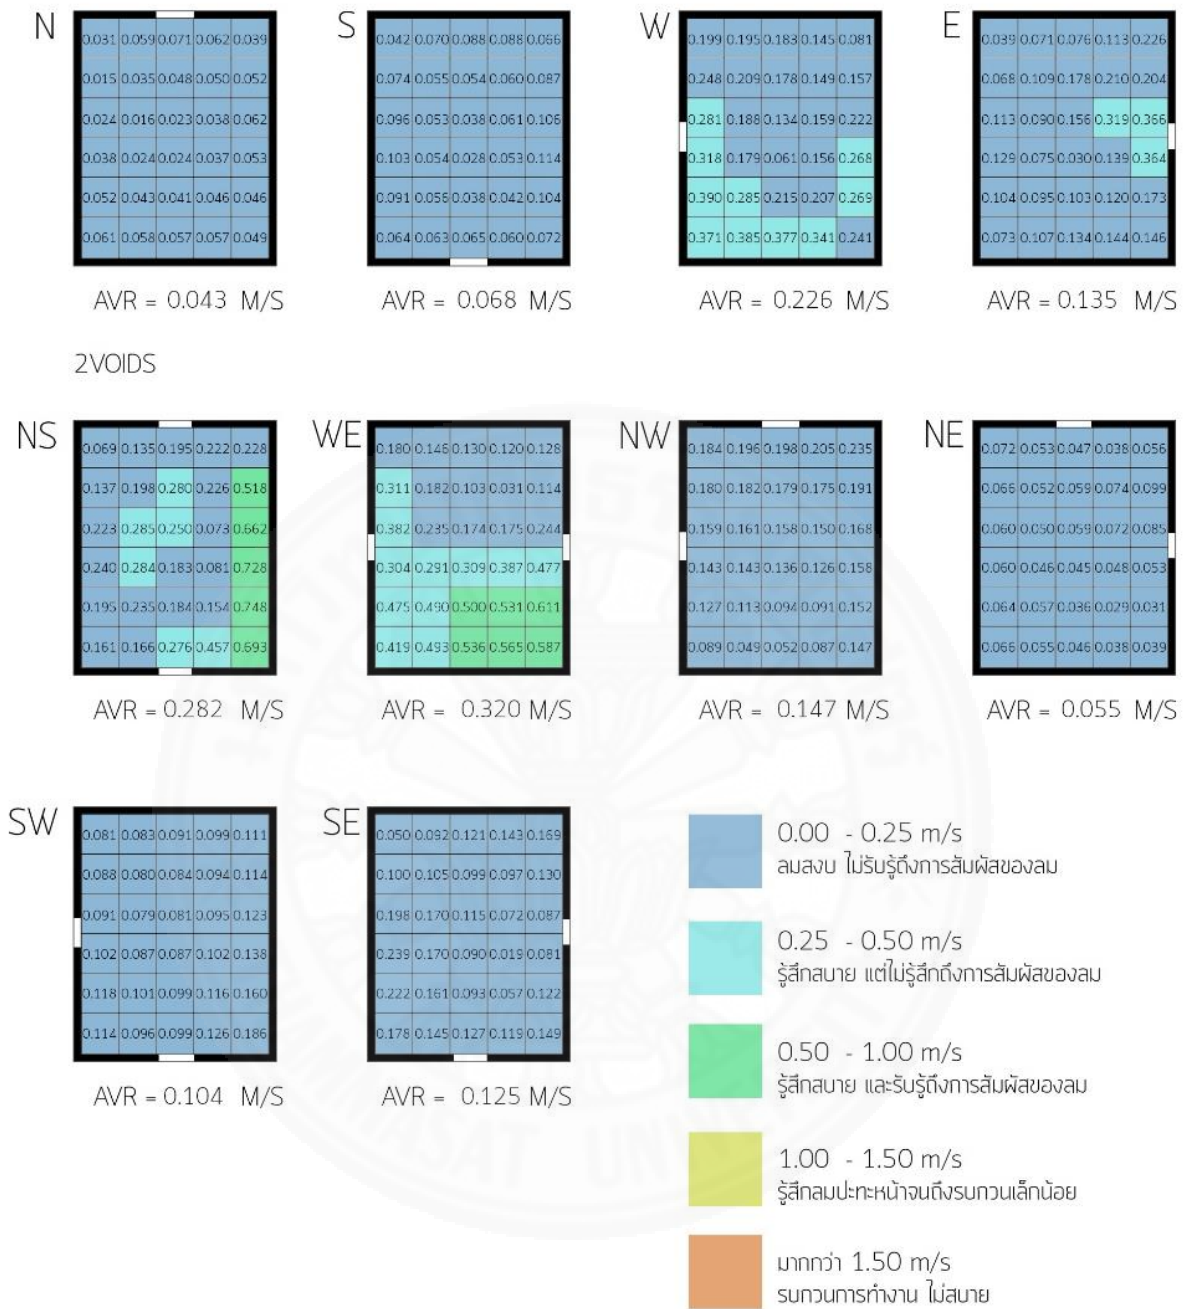 N S W E
0.031 0.059 0.071 0.062 0.039 0.042 0.070 0.088 0.088 0.066 0.199 0.195 0.183 0.145 0.081 0.039 0.071 0.076 0.113 0.226
0.015 0.035 0.048 0.050 0.052 0.074 0.055 0.054 0.060 0.087 0.248 0.209 0.178 0.149 0.157 0.068 0.109 0.178 0.210 0.204
0.024 0.016 0.023 0.038 0.062 0.096 0.053 0.038 0.061 0.106 0.281 0.188 0.134 0.159 0.222 0.113 0.090 0.156 0.319 0.366
0.038 0.024 0.024 0.037 0.053 0.103 0.054 0.028 0.053 0.114 0.318 0.179 0.061 0.156 0.268 0.129 0.075 0.030 0.139 0.364
0.052 0.043 0.041 0.046 0.046 0.091 0.056 0.038 0.042 0.104 0.390 0.285 0.215 0.207 0.269 0.104 0.095 0.103 0.120 0.173
0.061 0.058 0.057 0.057 0.049 0.064 0.063 0.065 0.060 0.072 0.371 0.385 0.377 0.341 0.241 0.073 0.107 0.134 0.144 0.146
AVR = 0.043 M/S AVR = 0.068 M/S AVR = 0.226 M/S AVR = 0.135 M/S
2VOIDS
NS WE NW NE
0.069 0.135 0.195 0.222 0.228 0.180 0.146 0.130 0.120 0.128 0.184 0.196 0.198 0.205 0.235 0.072 0.053 0.047 0.038 0.056
0.137 0.198 0.280 0.226 0.518 0.311 0.182 0.103 0.031 0.114 0.180 0.182 0.179 0.175 0.191 0.066 0.052 0.059 0.074 0.099
0.223 0.285 0.250 0.073 0.662 0.382 0.235 0.174 0.175 0.244 0.159 0.161 0.158 0.150 0.168 0.060 0.050 0.059 0.072 0.085
0.240 0.284 0.183 0.081 0.728 0.304 0.291 0.309 0.387 0.477 0.143 0.143 0.136 0.126 0.158 0.060 0.046 0.045 0.048 0.053
0.195 0.235 0.184 0.154 0.748 0.475 0.490 0.500 0.531 0.611 0.127 0.113 0.094 0.091 0.152 0.064 0.057 0.036 0.029 0.031
0.161 0.166 0.276 0.457 0.693 0.419 0.493 0.536 0.565 0.587 0.089 0.049 0.052 0.087 0.147 0.066 0.055 0.046 0.038 0.039
AVR = 0.282 M/S AVR = 0.320 M/S AVR = 0.147 M/S AVR = 0.055 M/S
SW SE
0.081 0.083 0.091 0.099 0.111 0.050 0.092 0.121 0.143 0.169
0.088 0.080 0.084 0.094 0.114 0.100 0.105 0.099 0.097 0.130
0.091 0.079 0.081 0.095 0.123 0.198 0.170 0.115 0.072 0.087
0.102 0.087 0.087 0.102 0.138 0.239 0.170 0.090 0.019 0.081
0.118 0.101 0.099 0.116 0.160 0.222 0.161 0.093 0.057 0.122
0.114 0.096 0.099 0.126 0.186 0.178 0.145 0.127 0.119 0.149
AVR = 0.104 M/S AVR = 0.125 M/S
0.00 - 0.25 m/s
ลมสงบ ไม่รับรู้ถึงการสัมผัสของลม
0.25 - 0.50 m/s
รู้สึกสบาย แต่ไม่รู้สึกถึงการสัมผัสของลม
0.50 - 1.00 m/s
รู้สึกสบาย และรับรู้ถึงการสัมผัสของลม
1.00 - 1.50 m/s
รู้สึกลมปะทะหน้าจนถึงรบกวนเล็กน้อย
มากกว่า 1.50 m/s
รบกวนการทำงาน ไม่สบาย